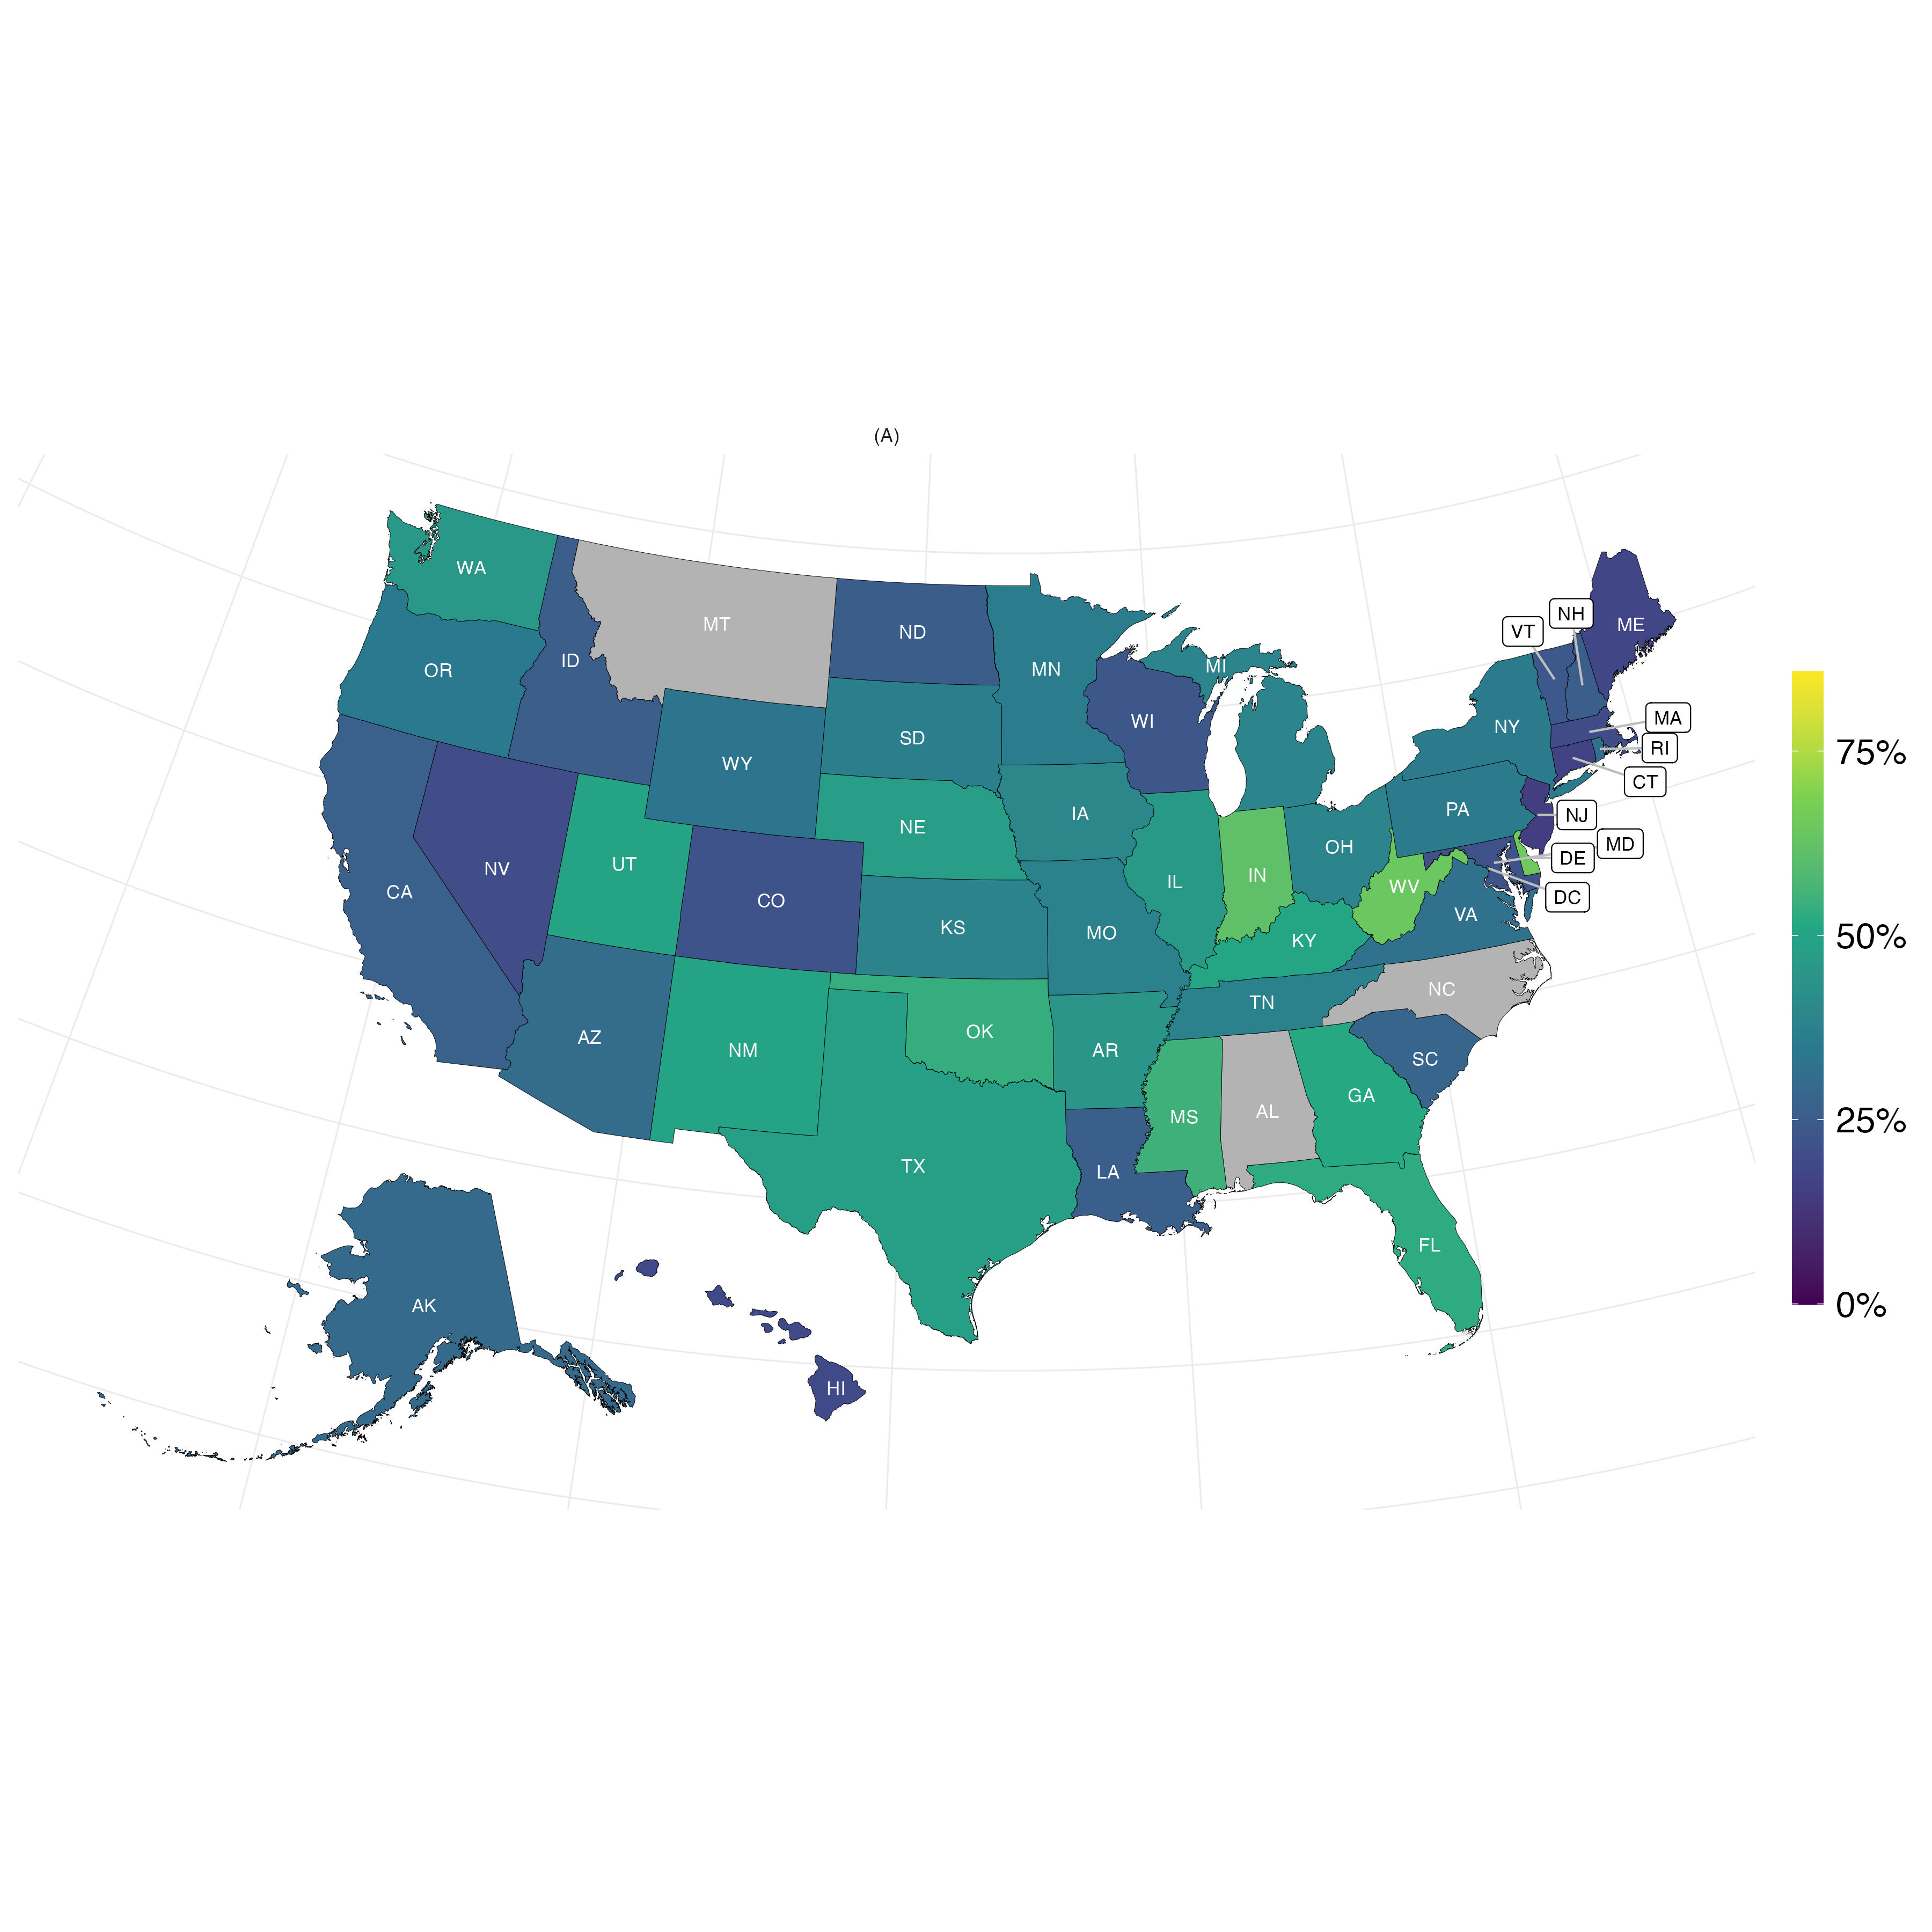 (A)
WA
MT
ND
OR
ID
MN
MI
VT
NH
ME
SD
WI
NY
MA
RI
WY
CT
75%
NE
IA
PA
NJ
MD
NV
UT
IL
IN
OH
DE
CA
CO
WV
DC
KS
MO
KY
VA
50%
NC
AZ
NM
OK
AR
TN
SC
MS
AL
GA
25%
TX
LA
FL
AK
0%
HI